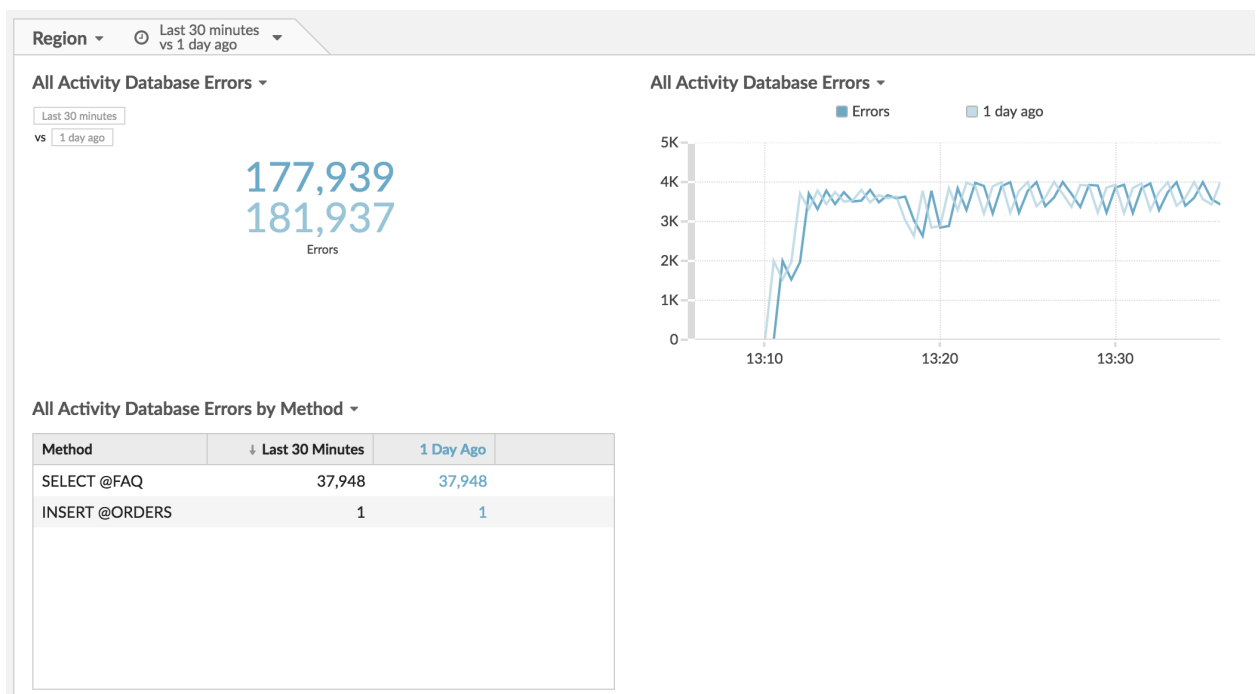 Region
Last 30 minutes
vs 1 day ago
All Activity Database Errors
Last 30 minutes
vs 1 day ago
177,939
181,937
Errors
All Activity Database Errors
Errors 1 day ago
5K
4K
3K
2K
1K
0
13:10 13:20 13:30
All Activity Database Errors by Method
Method Last 30 Minutes 1 Day Ago
SELECT @FAQ 37,948 37,948
INSERT @ORDERS 1 1